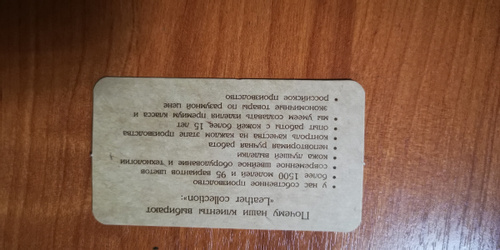 Почему наши клиенты выбирают
"Leather collection":
• у нас собственное производство
• более 1500 моделей и 95 вариантов цветов
• современное швейное оборудование и технологии
• кожа лучшей выделки
• неповторимая ручная работа
• контроль качества на каждом этапе производства
• опыт работы с кожей более 15 лет
• мы умеем создавать изделия премиум класса и
экономичные товары по разумной цене
• российское производство